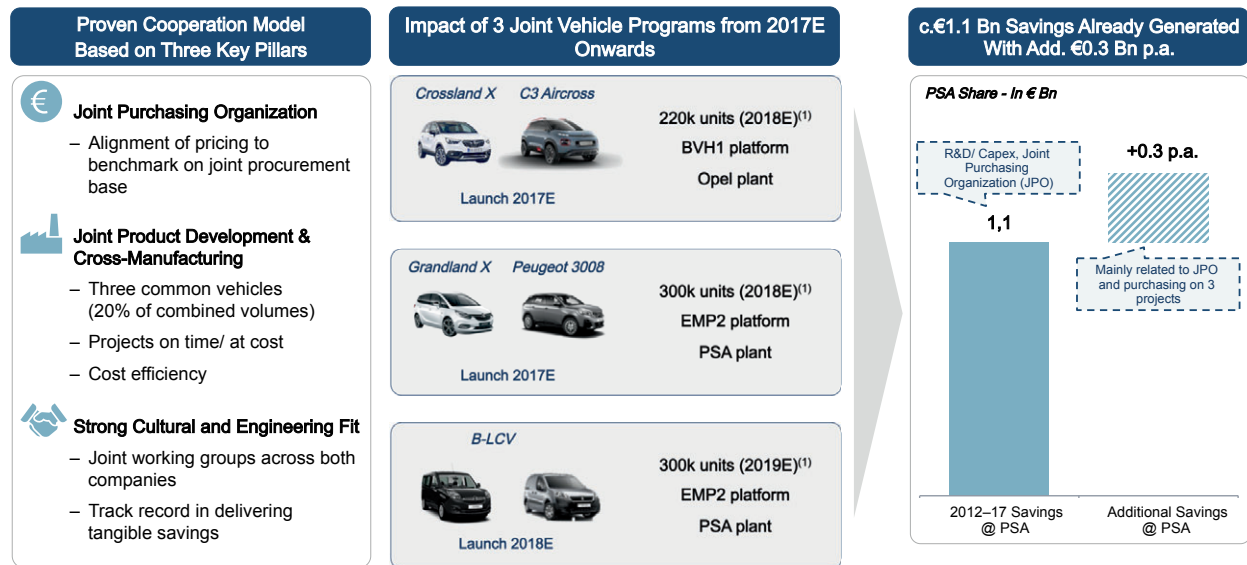 Proven Cooperation Model
Based on Three Key Pillars
€
Joint Purchasing Organization
– Alignment of pricing to
benchmark on joint procurement
base
Joint Product Development &
Cross-Manufacturing
– Three common vehicles
(20% of combined volumes)
– Projects on time/ at cost
– Cost efficiency
Strong Cultural and Engineering Fit
– Joint working groups across both
companies
– Track record in delivering
tangible savings
Impact of 3 Joint Vehicle Programs from 2017E
Onwards
Crossland X C3 Aircross
220k units (2018E)(1)
BVH1 platform
Opel plant
Launch 2017E
Grandland X Peugeot 3008
300k units (2018E)(1)
EMP2 platform
PSA plant
Launch 2017E
B-LCV
300k units (2019E)(1)
EMP2 platform
PSA plant
Launch 2018E
c.€1.1 Bn Savings Already Generated
With Add. €0.3 Bn p.a.
PSA Share - In € Bn
R&D/ Capex, Joint
Purchasing
Organization (JPO)
1,1
+0.3 p.a.
Mainly related to JPO
and purchasing on 3
projects
2012–17 Savings
@ PSA
Additional Savings
@ PSA